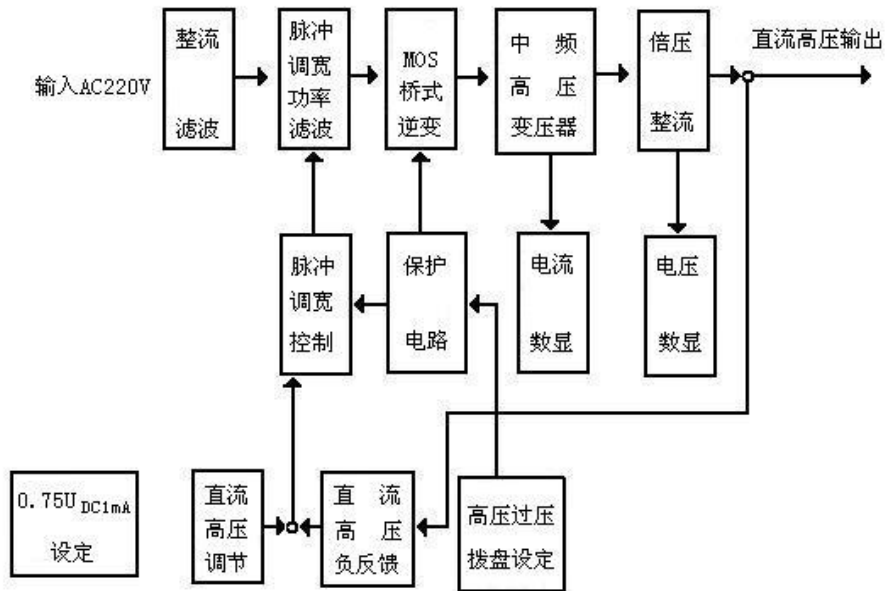 输入AC220V
整流
滤波
脉冲
调宽
功率
滤波
MOS
桥式
逆变
中 频
高 压
变压器
倍压
整流
直流高压输出
脉冲
调宽
控制
保护
电路
电流
数显
电压
数显
0.75U DC1mA
设定
直流
高压
调节
直 流
高 压
负反馈
高压过压
拨盘设定